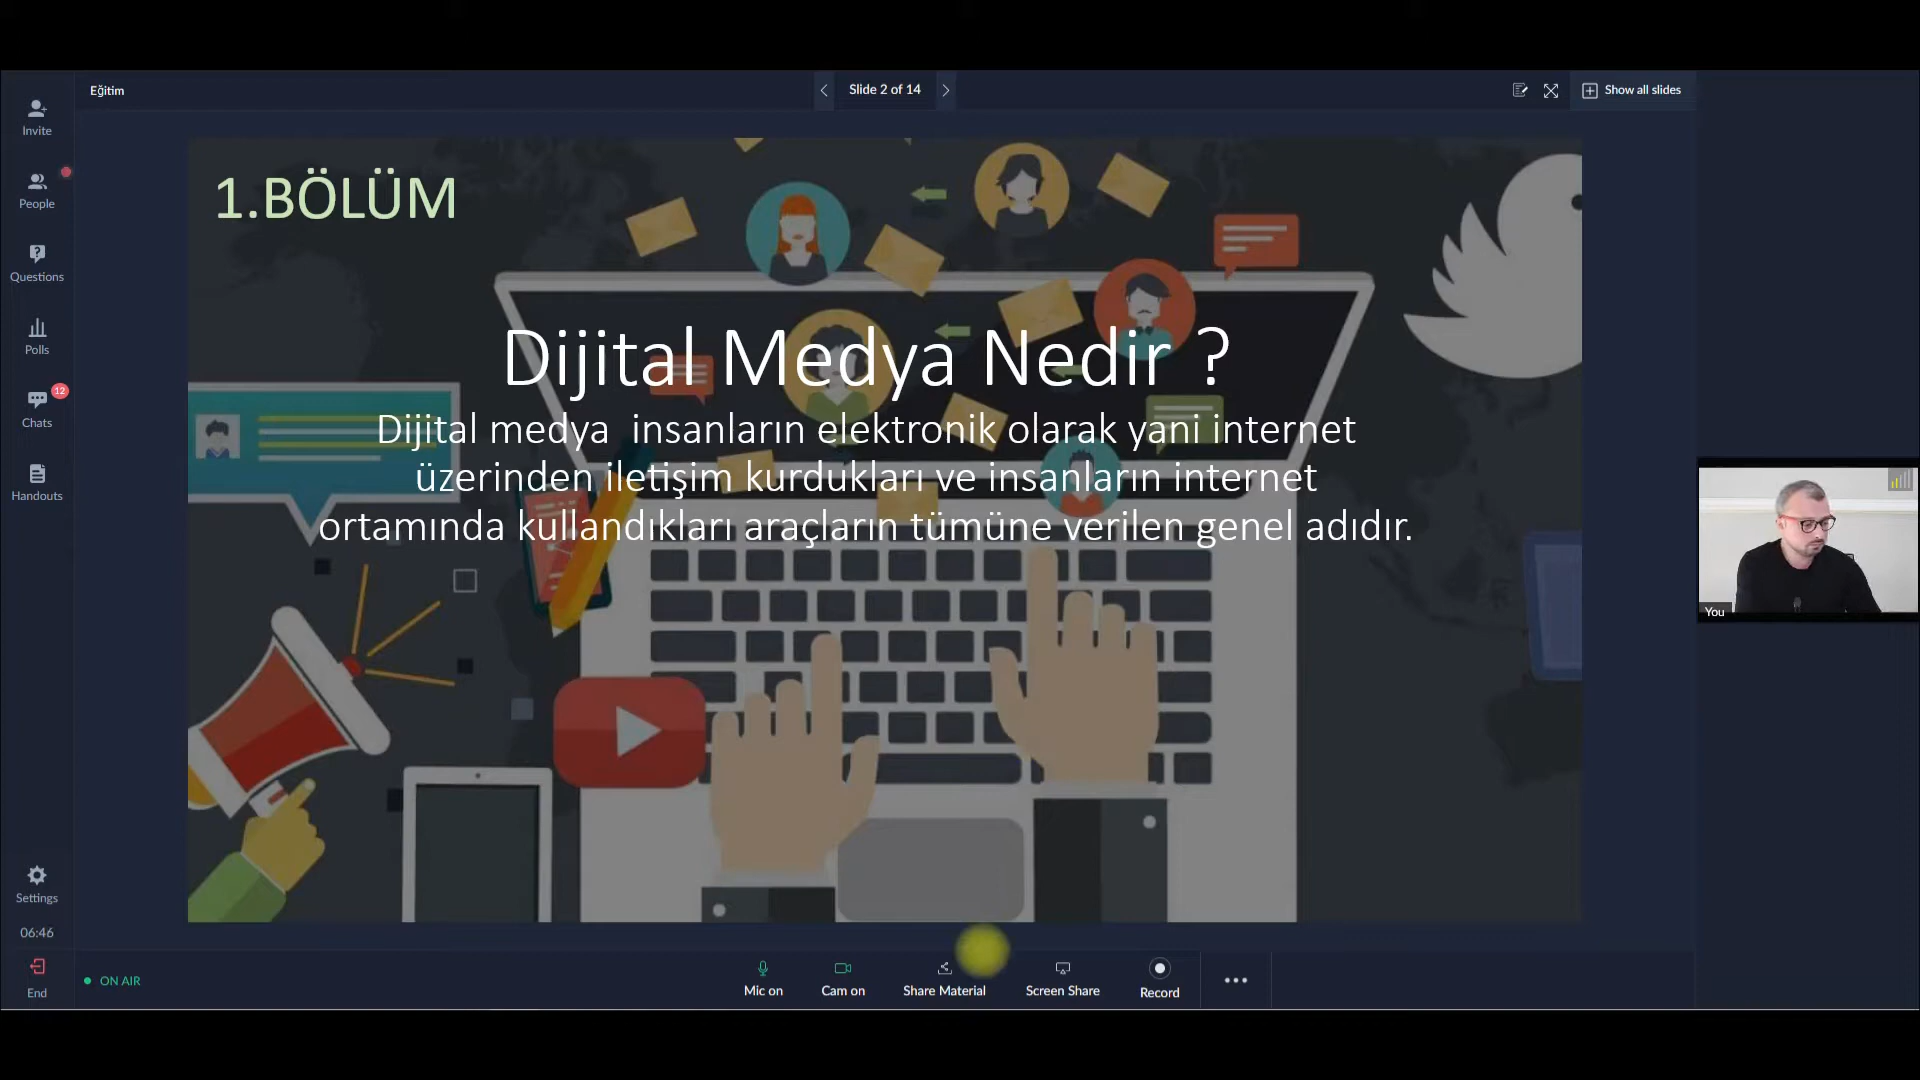 Eğitim
Slide 2 of 14
Show all slides
Invite
People
Questions
Polls
12
Chats
Handouts
1.BÖLÜM
Dijital Medya Nedir ?
Dijital medya  insanların elektronik olarak yani internet
üzerinden iletişim kurdukları ve insanların internet
ortamında kullandıkları araçların tümüne verilen genel adıdır.
You
Settings
06:46
End
ON AIR
Mic on
Cam on
Share Material
Screen Share
Record